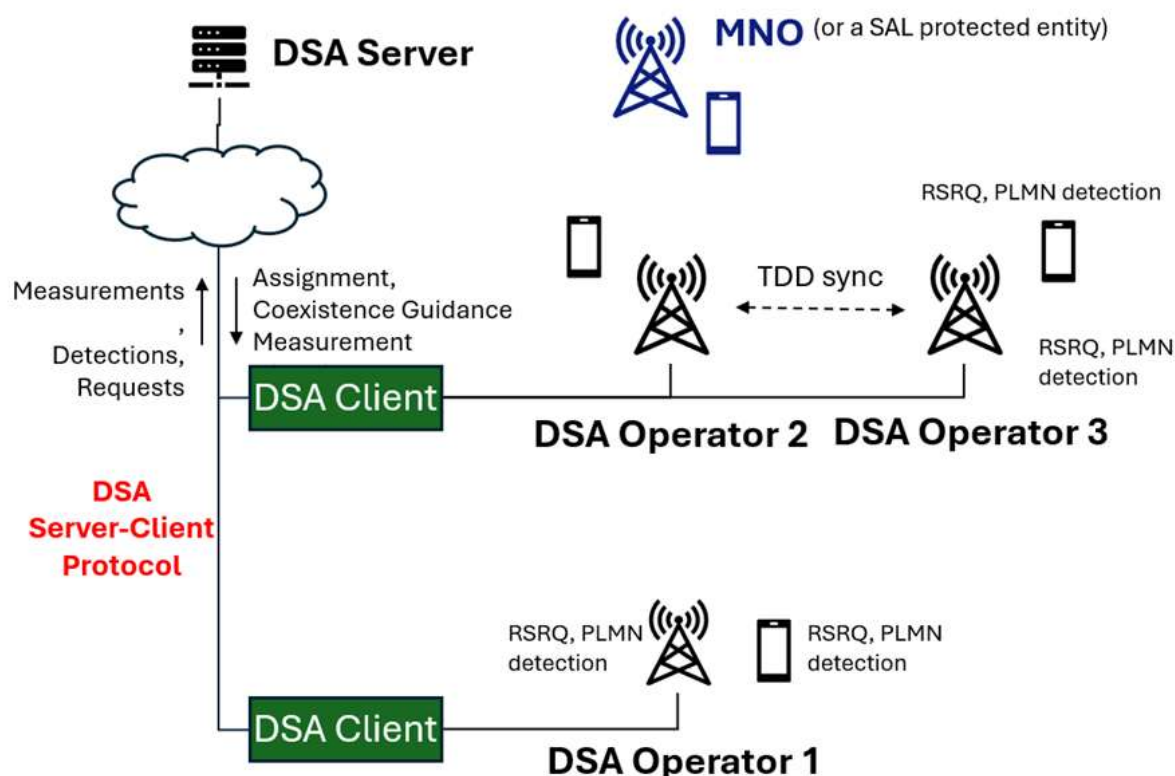 DSA Server
MNO (or a SAL protected entity)
RSRQ, PLMN detection
Measurements
,
Detections,
Requests
Assignment,
Coexistence Guidance
Measurement
TDD sync
RSRQ, PLMN
detection
DSA Client
DSA Operator 2
DSA Operator 3
DSA
Server-Client
Protocol
RSRQ, PLMN
detection
RSRQ, PLMN
detection
DSA Client
DSA Operator 1